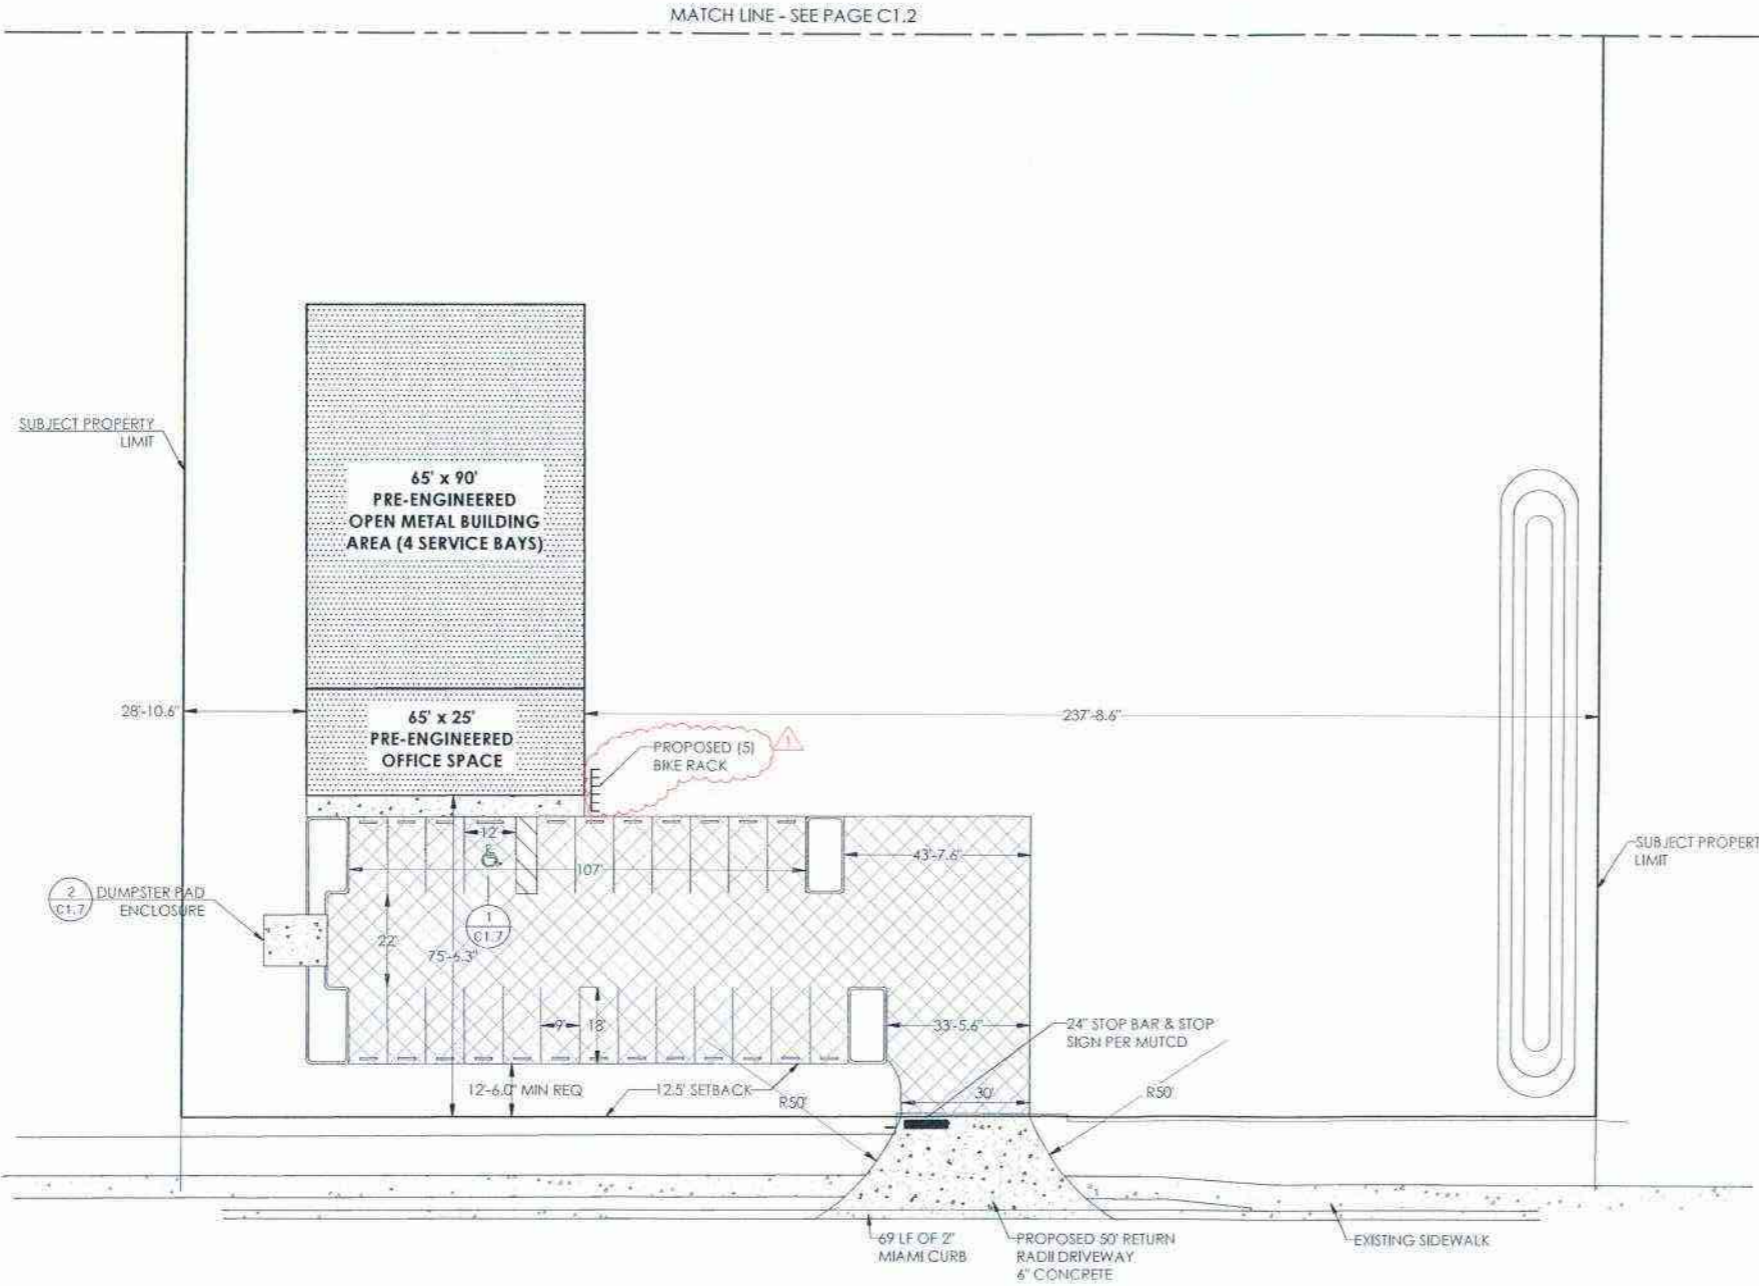 MATCH LINE - SEE PAGE C1.2
SUBJECT PROPERTY
LIMIT
65' x 90'
PRE-ENGINEERED
OPEN METAL BUILDING
AREA (4 SERVICE BAYS)
28'-10.6"
65' x 25'
PRE-ENGINEERED
OFFICE SPACE
237'-8.6"
PROPOSED (5)
BIKE RACK
1
12'
107'
43'-7.6"
SUBJECT PROPERT
LIMIT
2
C1.7
DUMPSTER PAD
ENCLOSURE
1
C1.7
22'
75'-6.3"
9'
18'
33'-5.6"
24" STOP BAR & STOP
SIGN PER MUTCD
12'-6.0" MIN REQ
12.5' SETBACK
R50'
30'
R50'
69 LF OF 2"
MIAMI CURB
PROPOSED 50' RETURN
RADII DRIVEWAY
6" CONCRETE
EXISTING SIDEWALK